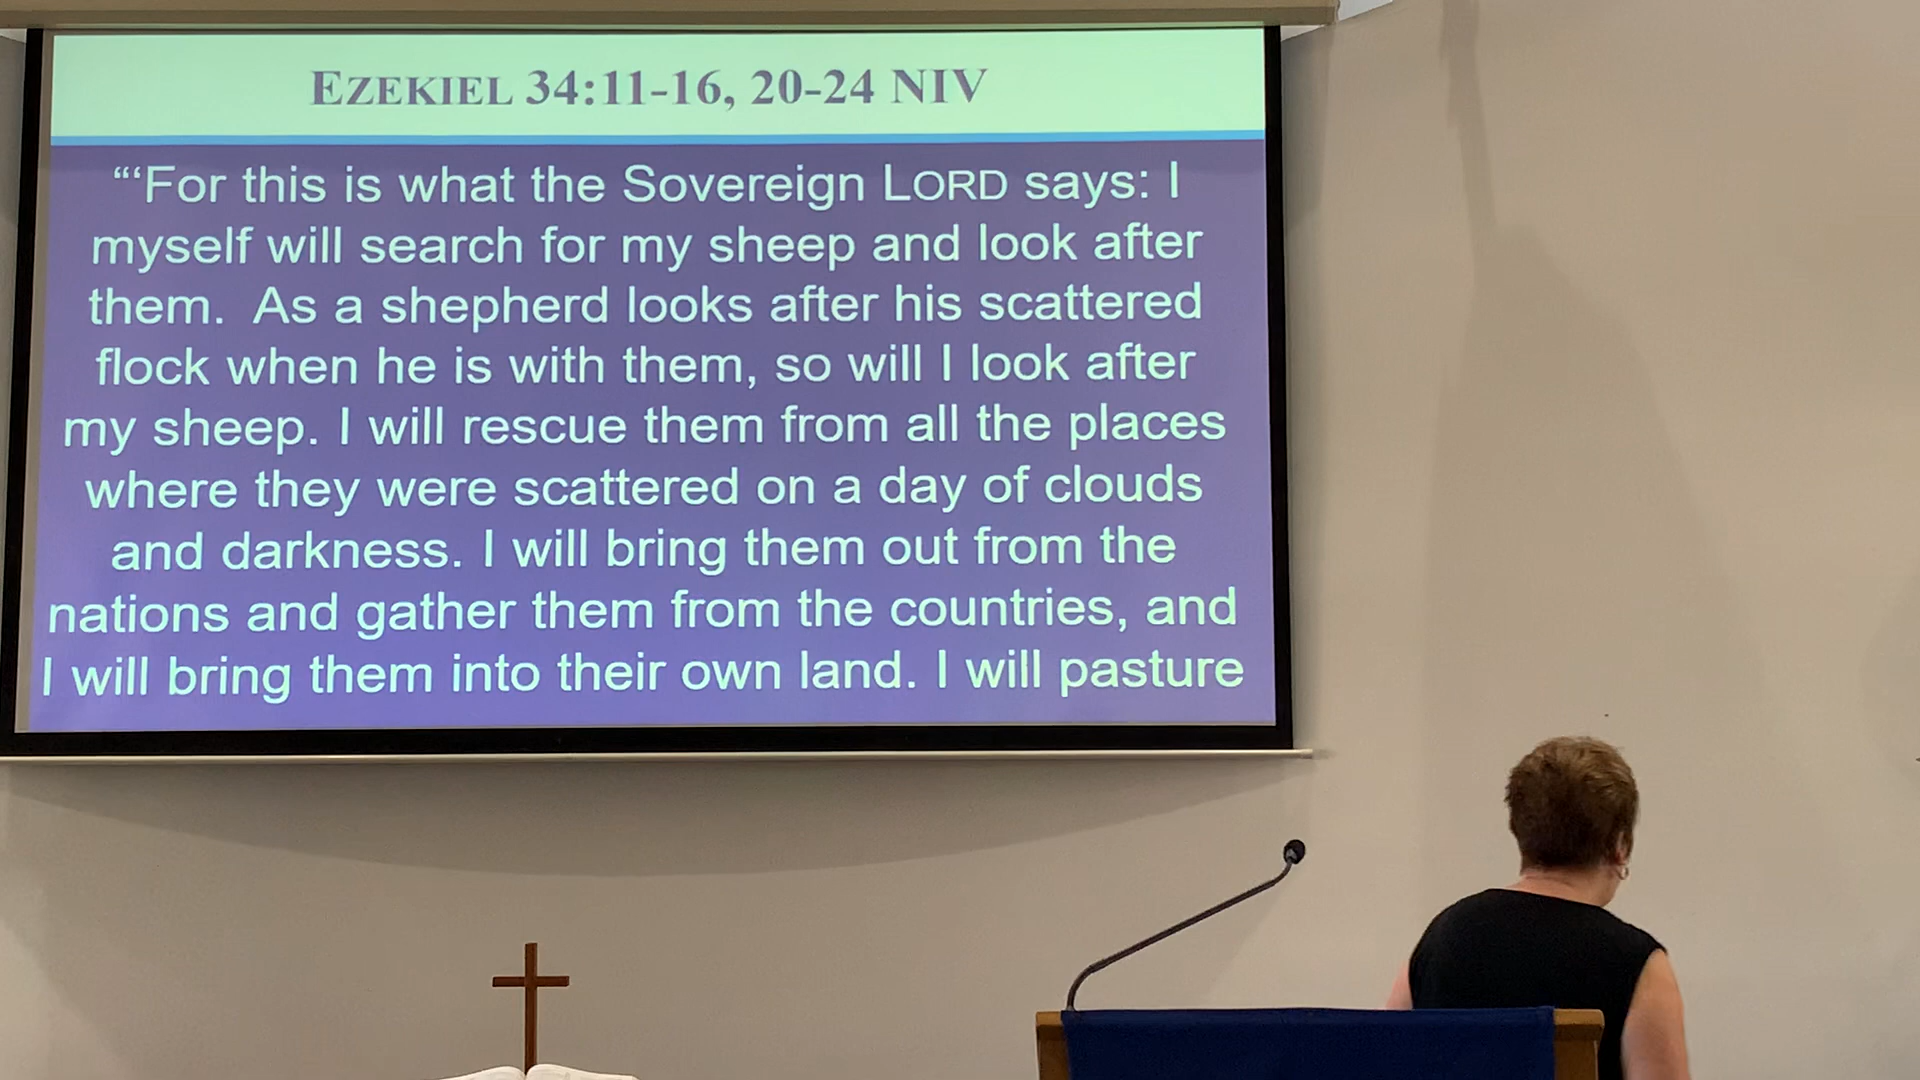 EZEKIEL 34:11-16, 20-24 NIV
“‘For this is what the Sovereign LORD says: I
myself will search for my sheep and look after
them.  As a shepherd looks after his scattered
flock when he is with them, so will I look after
my sheep. I will rescue them from all the places
where they were scattered on a day of clouds
and darkness. I will bring them out from the
nations and gather them from the countries, and
I will bring them into their own land. I will pasture